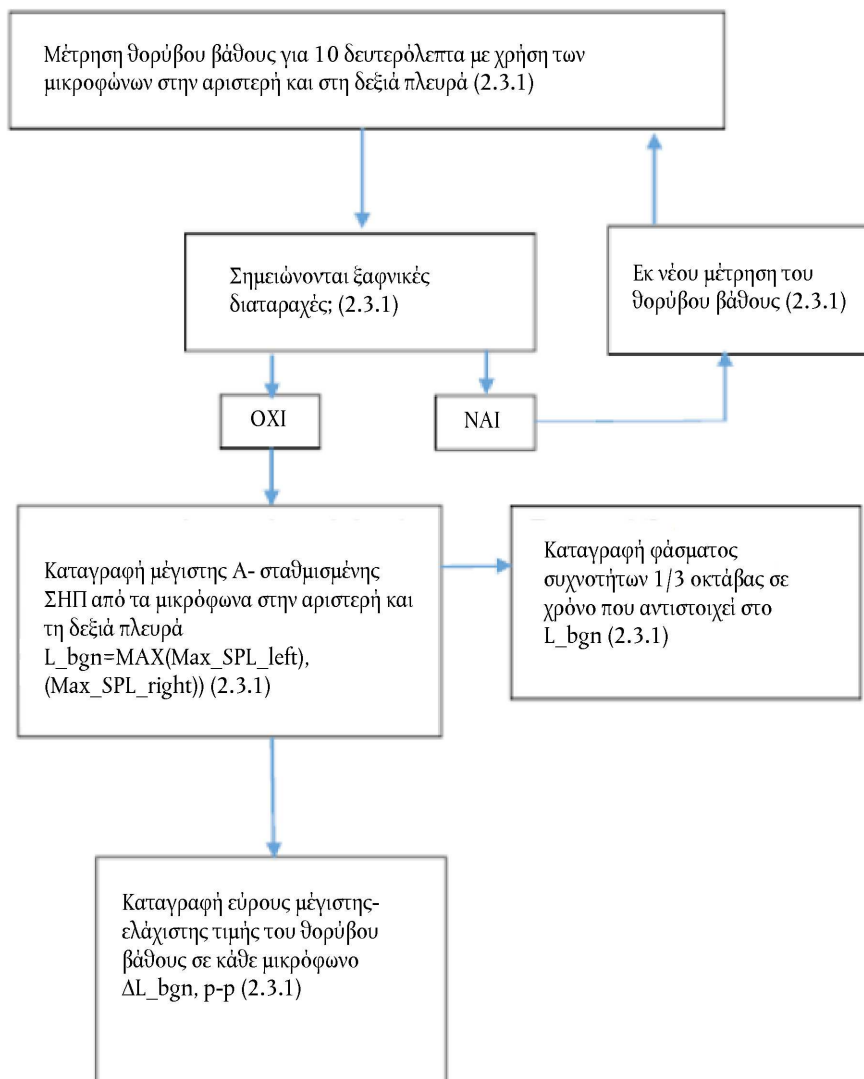 Μέτρηση θορύβου βάθους για 10 δευτερόλεπτα με χρήση των
μικροφώνων στην αριστερή και στη δεξιά πλευρά (2.3.1)
Σημειώνονται ξαφνικές
διαταραχές; (2.3.1)
Εκ νέου μέτρηση του
θορύβου βάθους (2.3.1)
ΟΧΙ
ΝΑΙ
Καταγραφή μέγιστης Α- σταθμισμένης
ΣΗΠ από τα μικρόφωνα στην αριστερή και
τη δεξιά πλευρά
L_bgn=MAX(Max_SPL_left),
(Max_SPL_right)) (2.3.1)
Καταγραφή φάσματος
συχνοτήτων 1/3 οκτάβας σε
χρόνο που αντιστοιχεί στο
L_bgn (2.3.1)
Καταγραφή εύρους μέγιστης-
ελάχιστης τιμής του θορύβου
βάθους σε κάθε μικρόφωνο
ΔL_bgn, p-p (2.3.1)